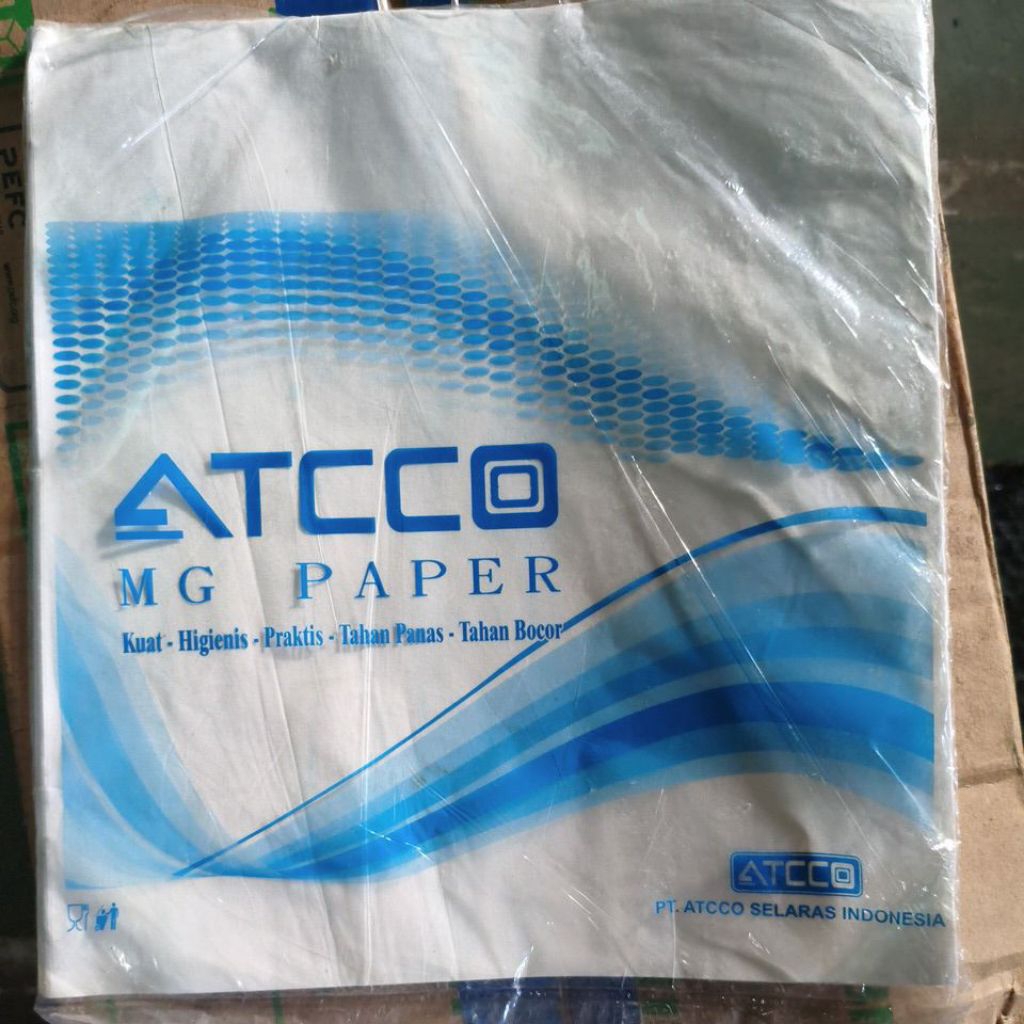 PEFC
ATCCO
MG PAPER
Kuat - Higienis - Praktis - Tahan Panas - Tahan Bocor
ATCCO
PT. ATCCO SELARAS INDONESIA